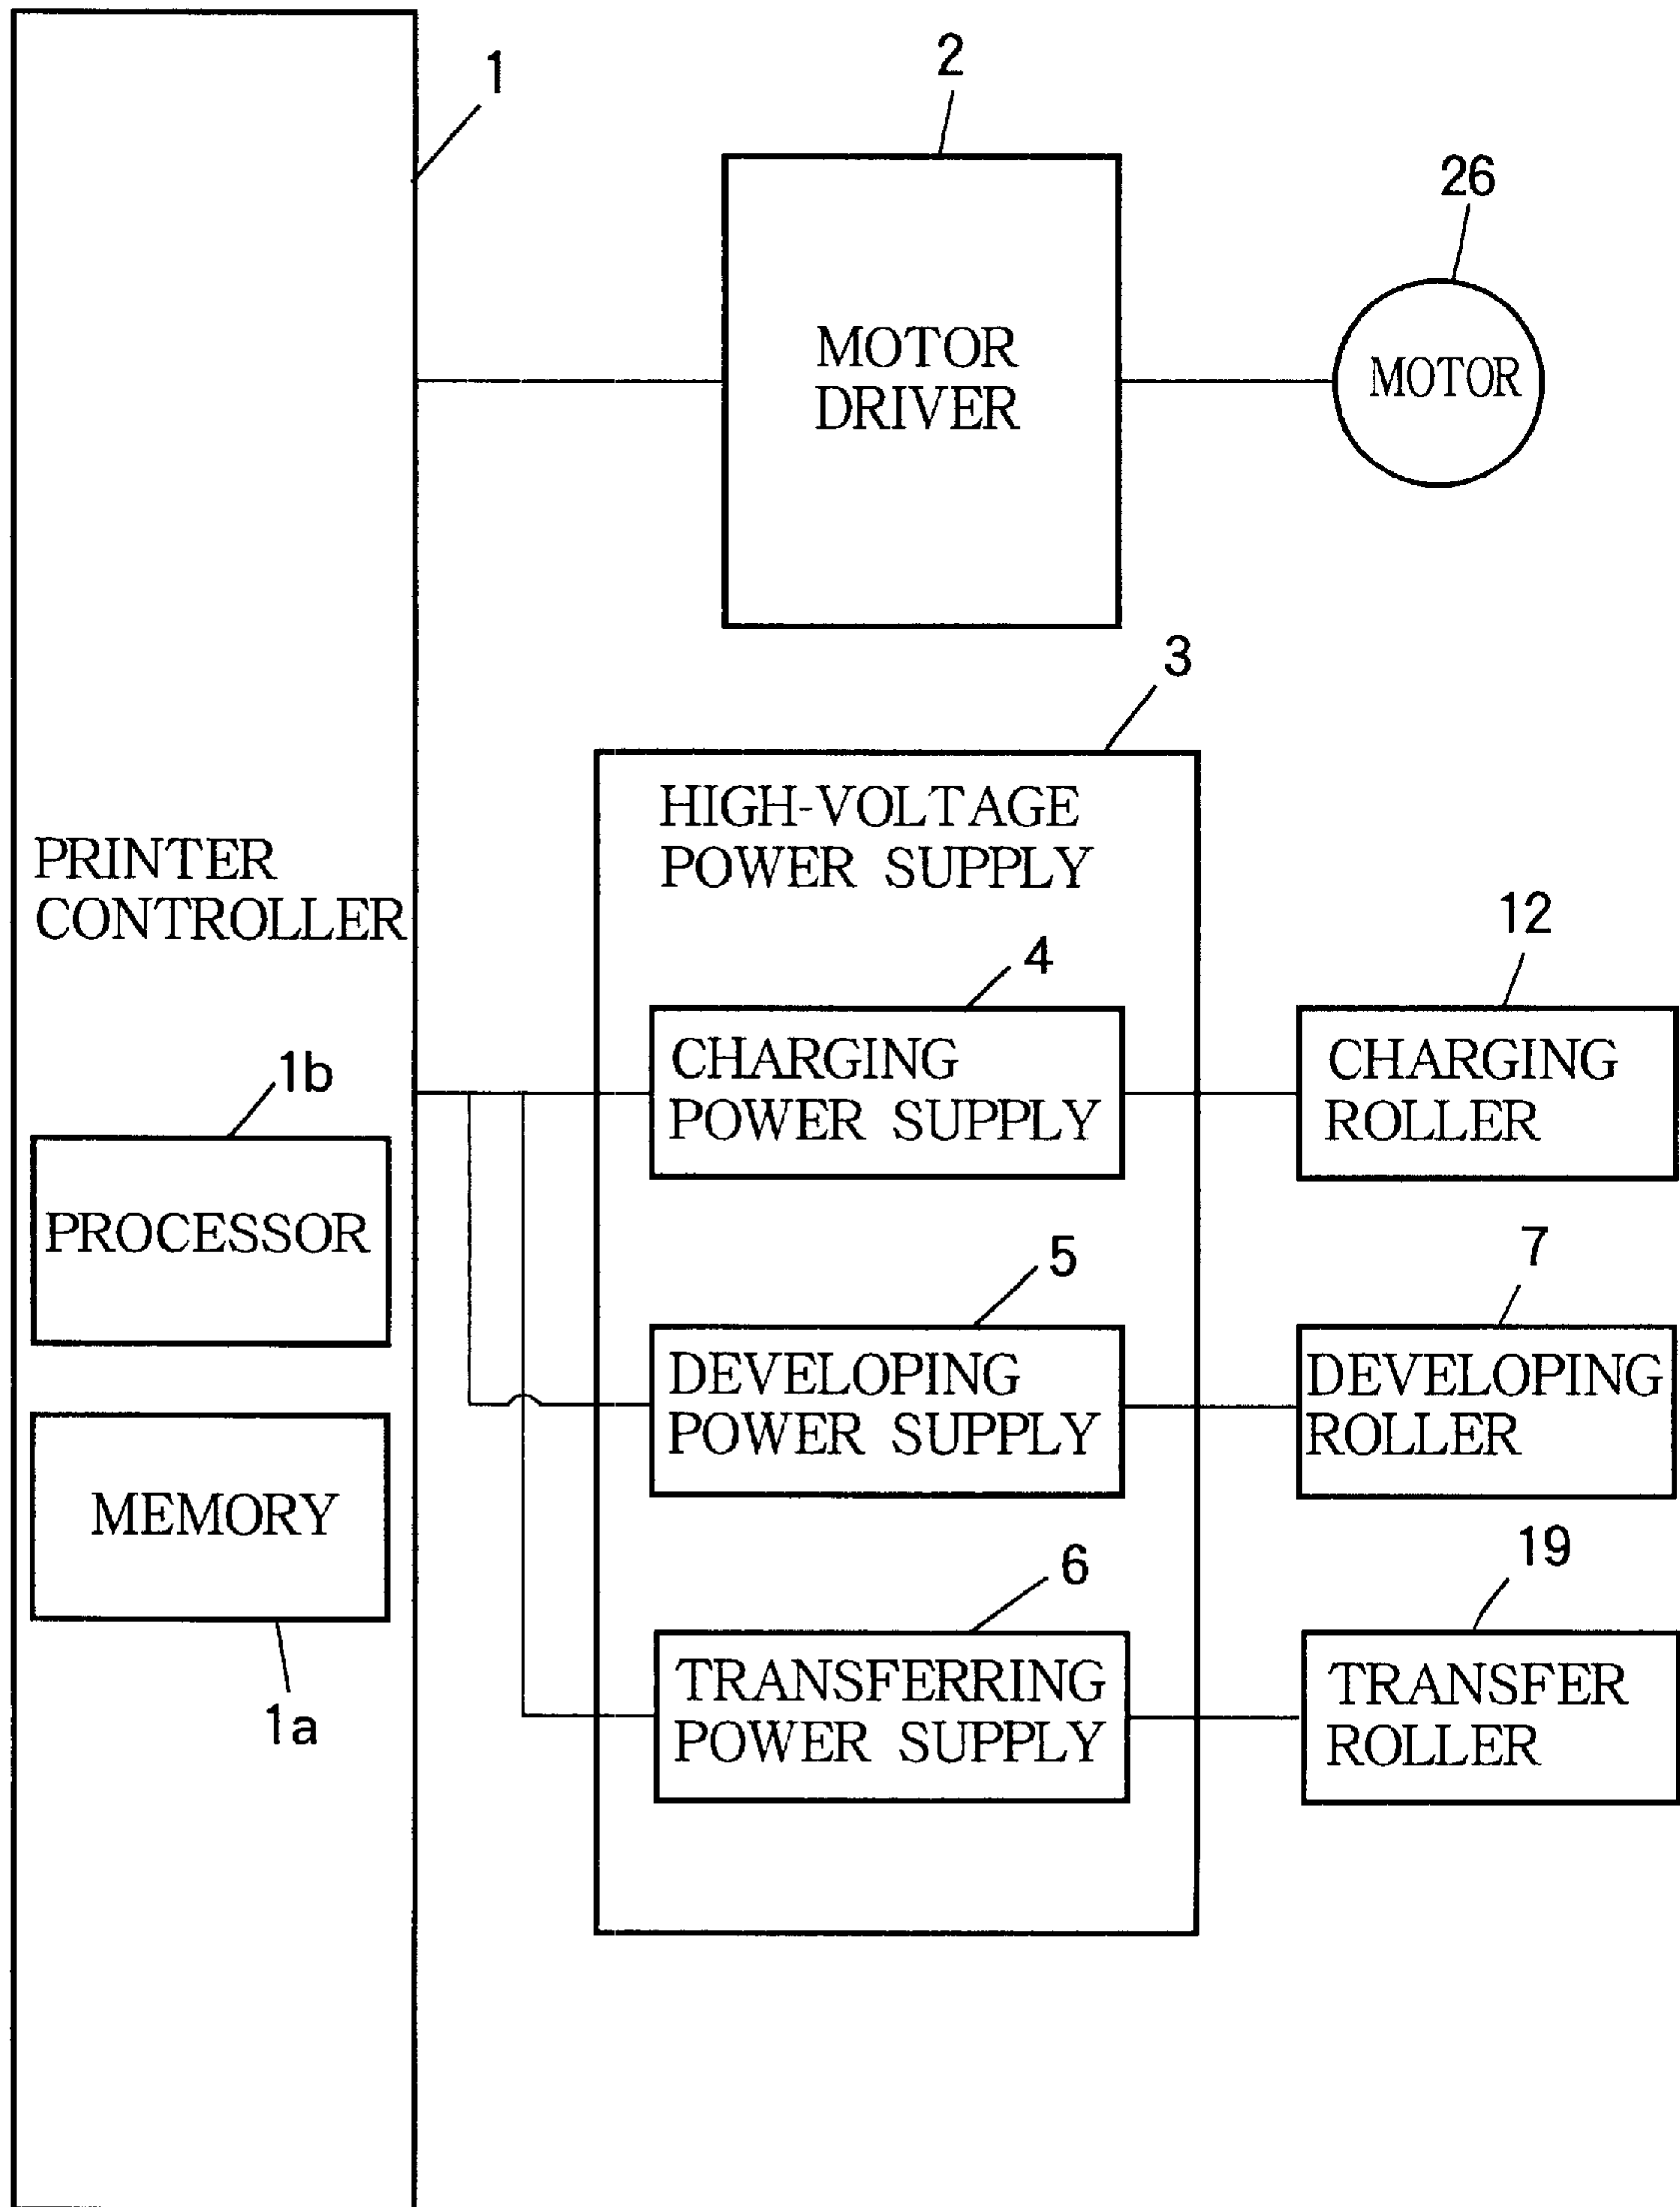 1
2
26
MOTOR
DRIVER
MOTOR
3
HIGH-VOLTAGE
POWER SUPPLY
PRINTER
CONTROLLER
4
12
CHARGING
POWER SUPPLY
CHARGING
ROLLER
1b
PROCESSOR
5
7
DEVELOPING
POWER SUPPLY
DEVELOPING
ROLLER
MEMORY
1a
6
19
TRANSFERRING
POWER SUPPLY
TRANSFER
ROLLER